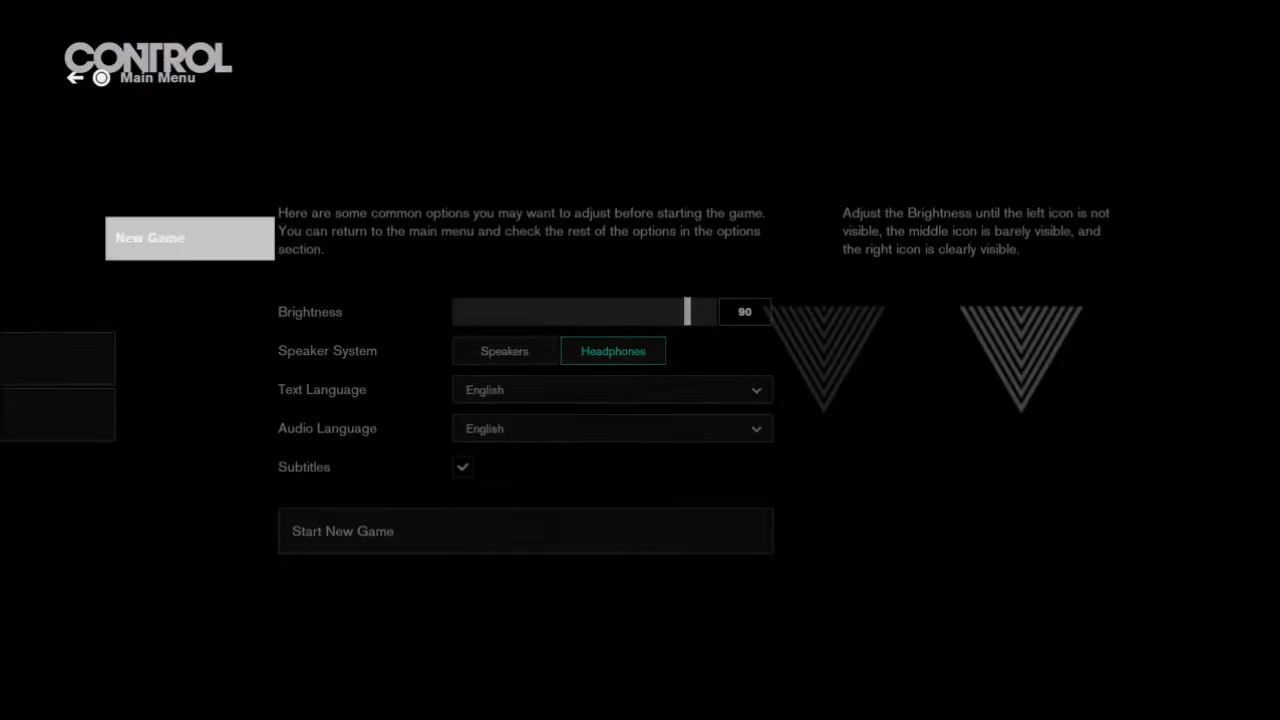 CONTROL
Main Menu
New Game
Here are some common options you may want to adjust before starting the game.
You can return to the main menu and check the rest of the options in the options
section.
Adjust the Brightness until the left icon is not
visible, the middle icon is barely visible, and
the right icon is clearly visible.
Brightness
90
Speaker System
Speakers
Headphones
Text Language
English
Audio Language
English
Subtitles
Start New Game